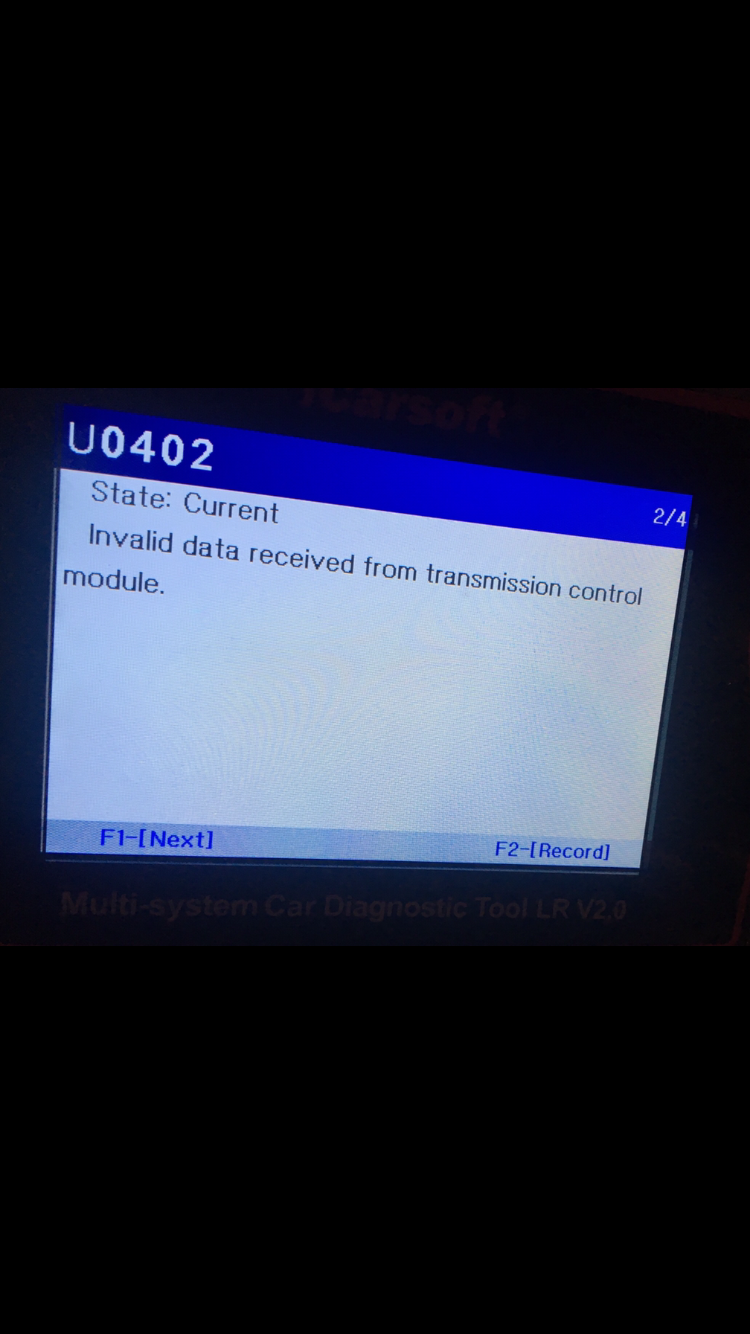 iCarsoft
U0402
2/4
State: Current
Invalid data received from transmission control
module.
F1-[Next]
F2-[Record]
Multi-system Car Diagnostic Tool LR V2.0